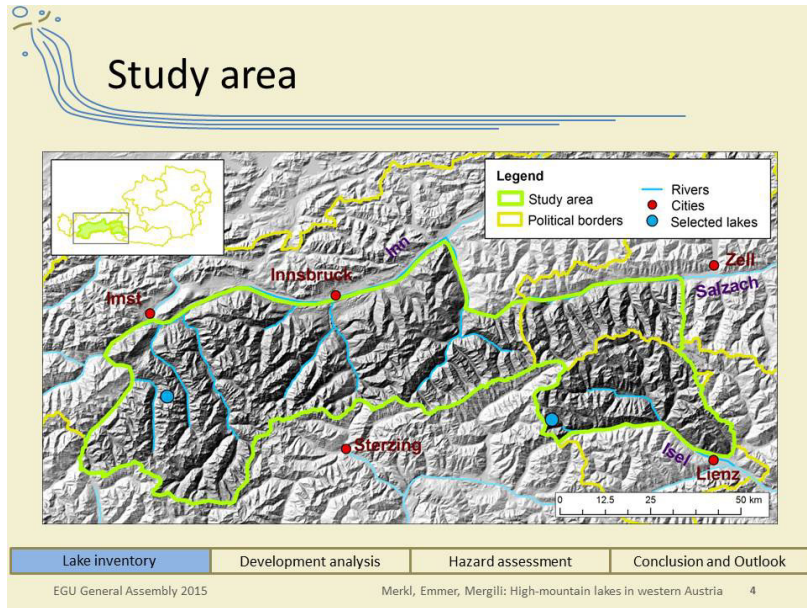 Study area
Legend
Study area
Political borders
Rivers
Cities
Selected lakes
Inn
Innsbruck
Imst
Zell
Salzach
Sterzing
Isel
Lienz
0 12.5 25 50 km
Lake inventory
Development analysis
Hazard assessment
Conclusion and Outlook
EGU General Assembly 2015
Merkl, Emmer, Mergili: High-mountain lakes in western Austria 4